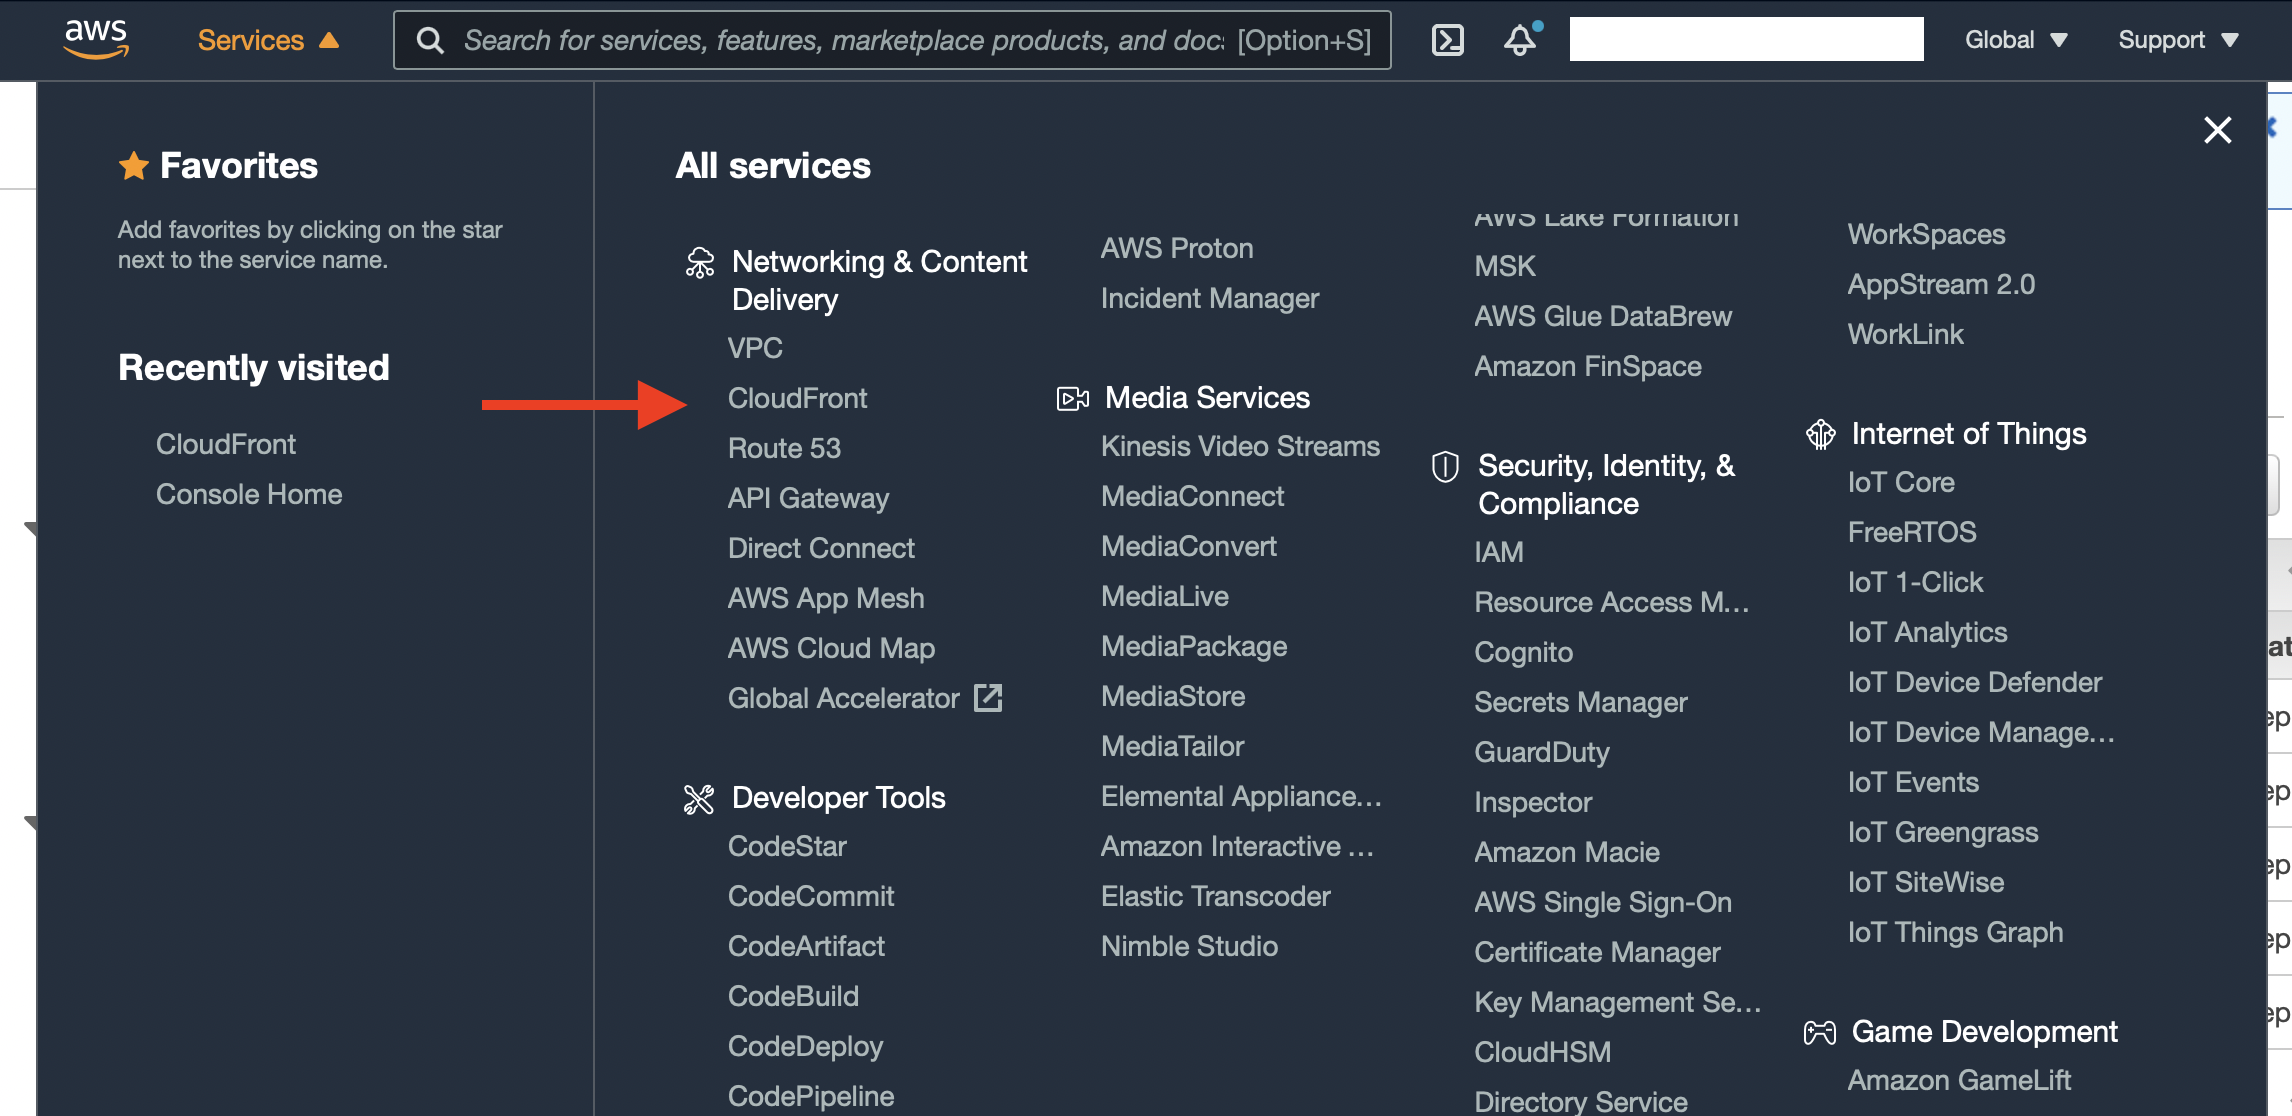 aws
Services
Search for services, features, marketplace products, and docs
[Option+S]
Global
Support
Favorites
Add favorites by clicking on the star
next to the service name.
Recently visited
CloudFront
Console Home
All services
Networking & Content
Delivery
VPC
CloudFront
Route 53
API Gateway
Direct Connect
AWS App Mesh
AWS Cloud Map
Global Accelerator
Developer Tools
CodeStar
CodeCommit
CodeArtifact
CodeBuild
CodeDeploy
CodePipeline
AWS Proton
Incident Manager
Media Services
Kinesis Video Streams
MediaConnect
MediaConvert
MediaLive
MediaPackage
MediaStore
MediaTailor
Elemental Appliance...
Amazon Interactive ...
Elastic Transcoder
Nimble Studio
AWS Lake Formation
MSK
AWS Glue DataBrew
Amazon FinSpace
Security, Identity, &
Compliance
IAM
Resource Access M...
Cognito
Secrets Manager
GuardDuty
Inspector
Amazon Macie
AWS Single Sign-On
Certificate Manager
Key Management Se...
CloudHSM
Directory Service
WorkSpaces
AppStream 2.0
WorkLink
Internet of Things
IoT Core
FreeRTOS
IoT 1-Click
IoT Analytics
IoT Device Defender
IoT Device Manage...
IoT Events
IoT Greengrass
IoT SiteWise
IoT Things Graph
Game Development
Amazon GameLift